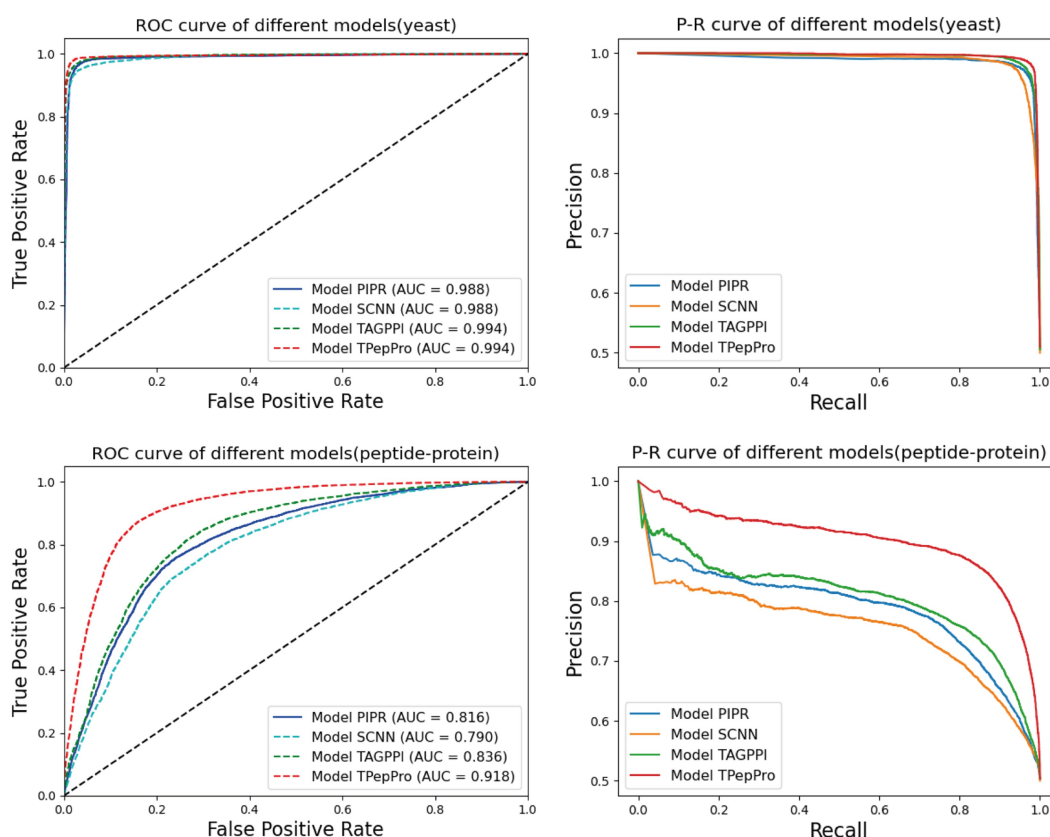 ROC curve of different models(yeast)
True Positive Rate
1.0
0.8
0.6
0.4
0.2
0.0
Model PIPR (AUC = 0.988)
Model SCNN (AUC = 0.988)
Model TAGPPI (AUC = 0.994)
Model TPepPro (AUC = 0.994)
0.0 0.2 0.4 0.6 0.8 1.0
False Positive Rate
P-R curve of different models(yeast)
Precision
1.0
0.9
0.8
0.7
0.6
0.5
Model PIPR
Model SCNN
Model TAGPPI
Model TPepPro
0.0 0.2 0.4 0.6 0.8 1.0
Recall
ROC curve of different models(peptide-protein)
True Positive Rate
1.0
0.8
0.6
0.4
0.2
0.0
Model PIPR (AUC = 0.816)
Model SCNN (AUC = 0.790)
Model TAGPPI (AUC = 0.836)
Model TPepPro (AUC = 0.918)
0.0 0.2 0.4 0.6 0.8 1.0
False Positive Rate
P-R curve of different models(peptide-protein)
Precision
1.0
0.9
0.8
0.7
0.6
0.5
Model PIPR
Model SCNN
Model TAGPPI
Model TPepPro
0.0 0.2 0.4 0.6 0.8 1.0
Recall